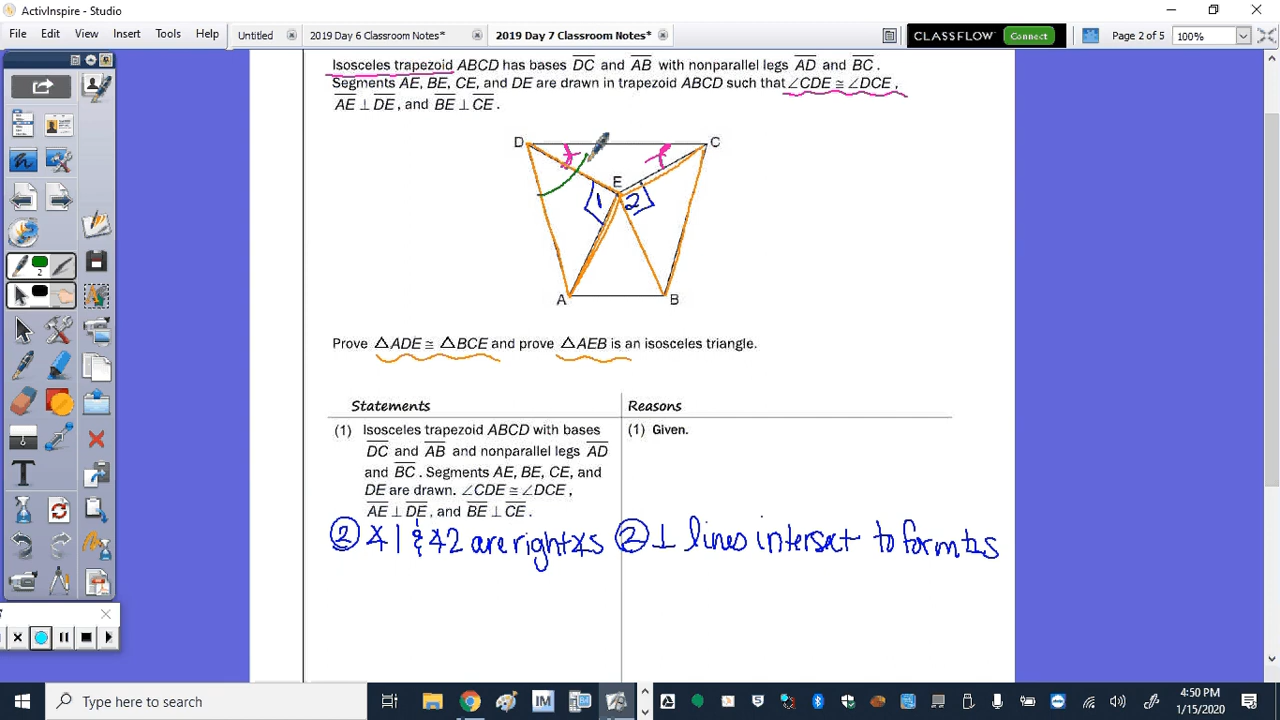 ActivInspire - Studio
File Edit View Insert Tools Help
Untitled
2019 Day 6 Classroom Notes*
2019 Day 7 Classroom Notes*
CLASSFLOW Connect
Page 2 of 5
100%
Isosceles trapezoid ABCD has bases DC and AB with nonparallel legs AD and BC.
Segments AE, BE, CE, and DE are drawn in trapezoid ABCD such that ∠CDE ≅ ∠DCE,
AE ⊥ DE, and BE ⊥ CE.
D
C
E
1
2
A
B
Prove △ADE ≅ △BCE and prove △AEB is an isosceles triangle.
Statements
Reasons
(1) Isosceles trapezoid ABCD with bases
DC and AB and nonparallel legs AD
and BC. Segments AE, BE, CE, and
DE are drawn. ∠CDE ≅ ∠DCE,
AE ⊥ DE, and BE ⊥ CE.
(1) Given.
② ∡1 & ∡2 are right ∡s
② ⊥ lines intersect to form
2
T
Type here to search
IM
5
4:50 PM
1/15/2020